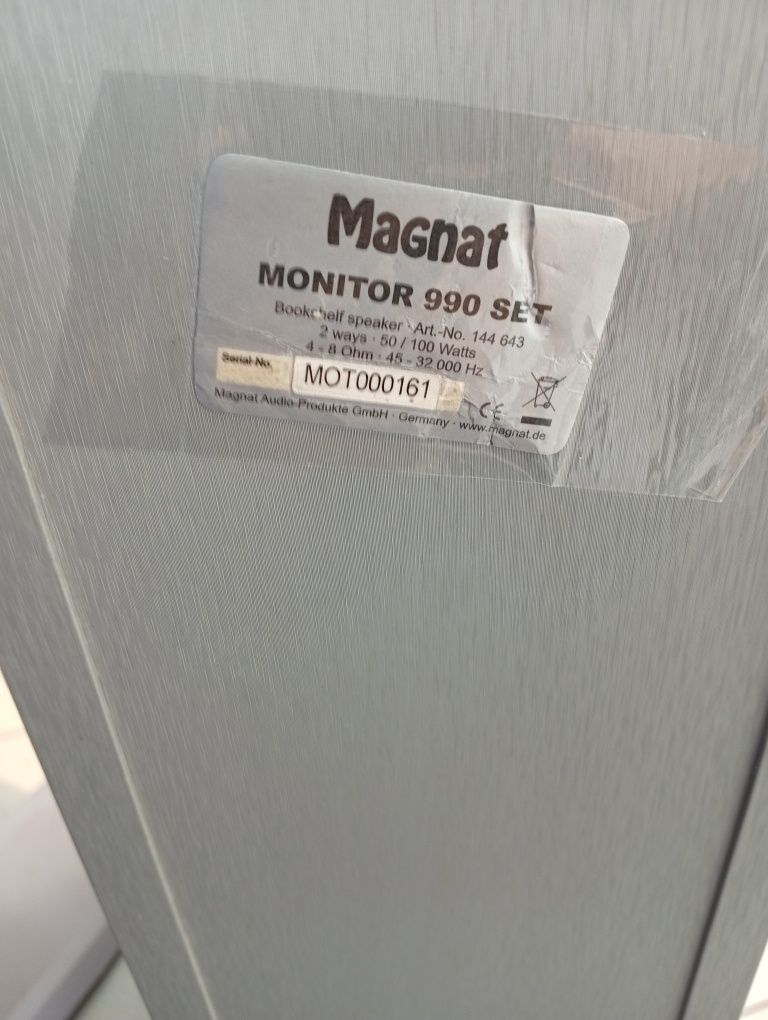 Magnat
MONITOR 990 SET
Bookshelf speaker · Art.-No. 144 643
2 ways · 50 / 100 Watts
4 - 8 Ohm · 45 - 32 000 Hz
Serial-No.
MOT000161
CE
Magnat Audio-Produkte GmbH · Germany · www.magnat.de